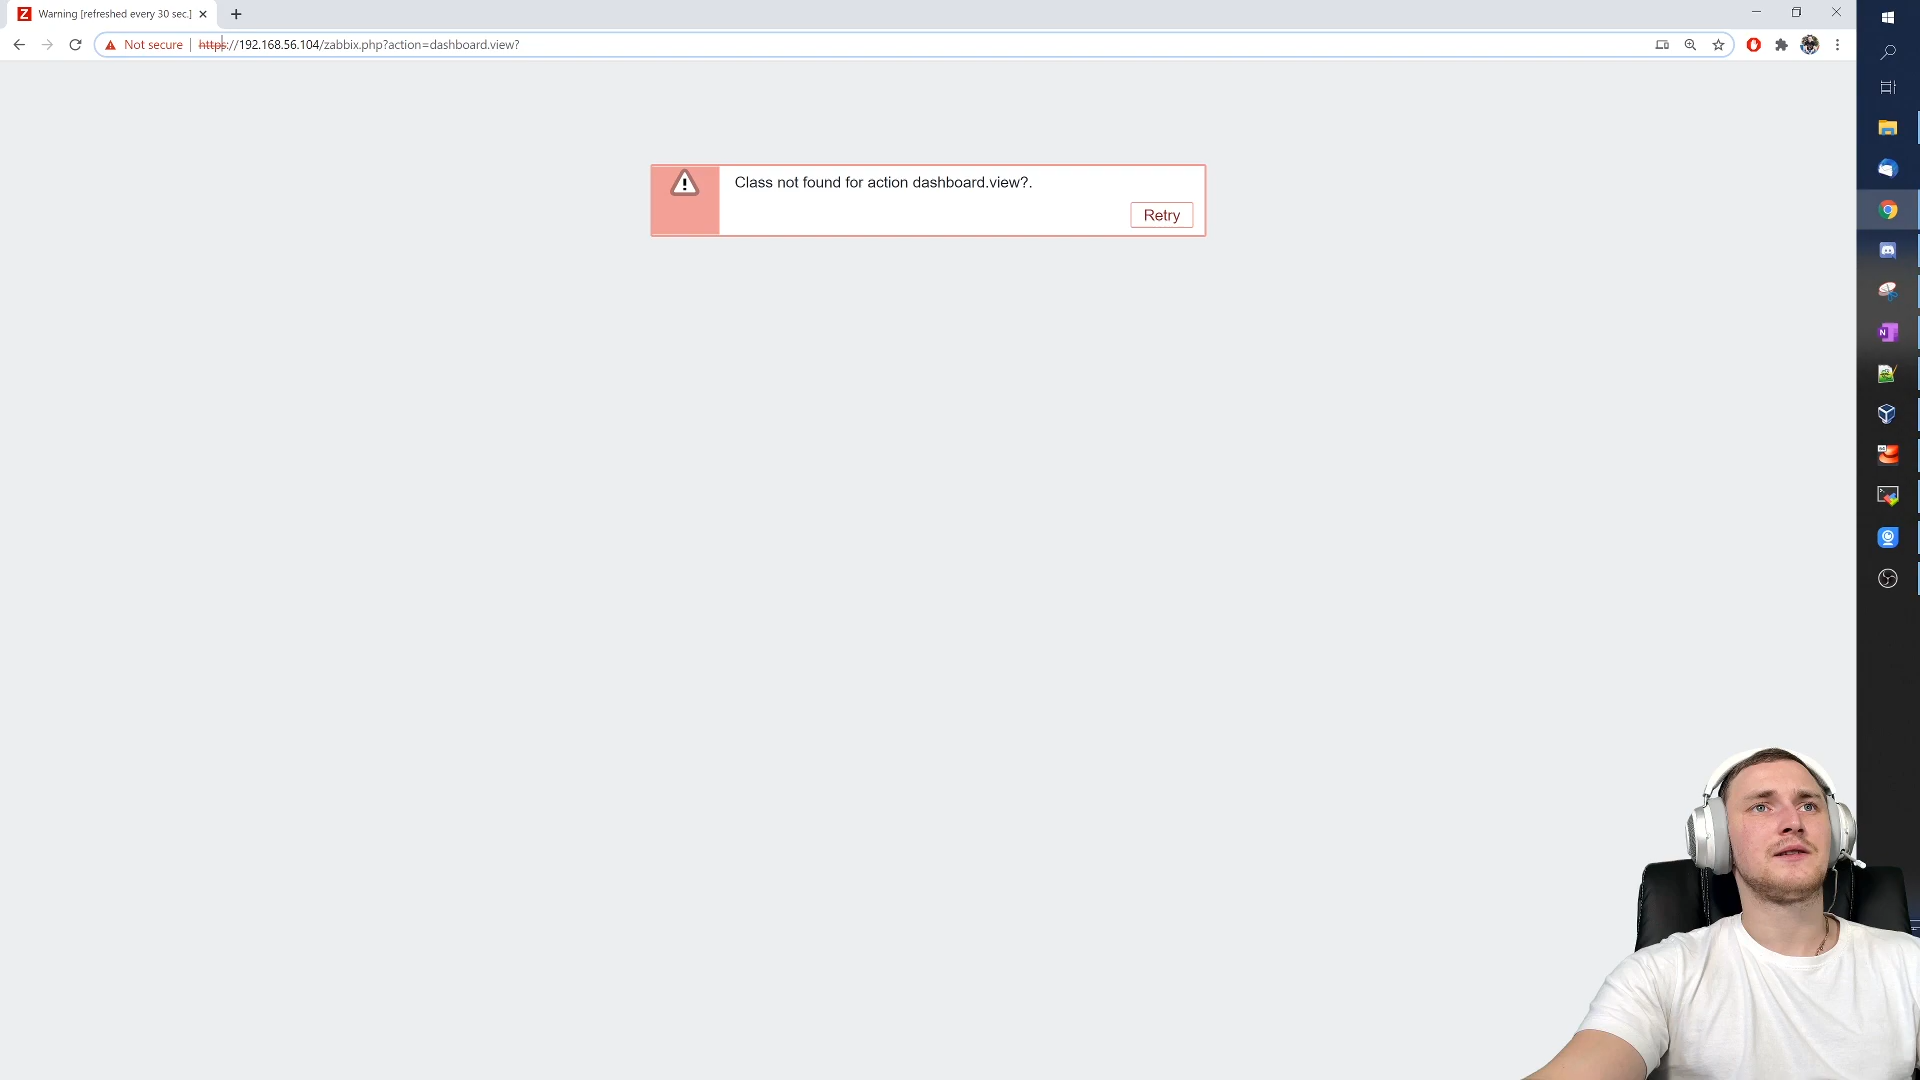 Z Warning [refreshed every 30 sec.]
Not secure https://192.168.56.104/zabbix.php?action=dashboard.view?
Class not found for action dashboard.view?.
Retry
N